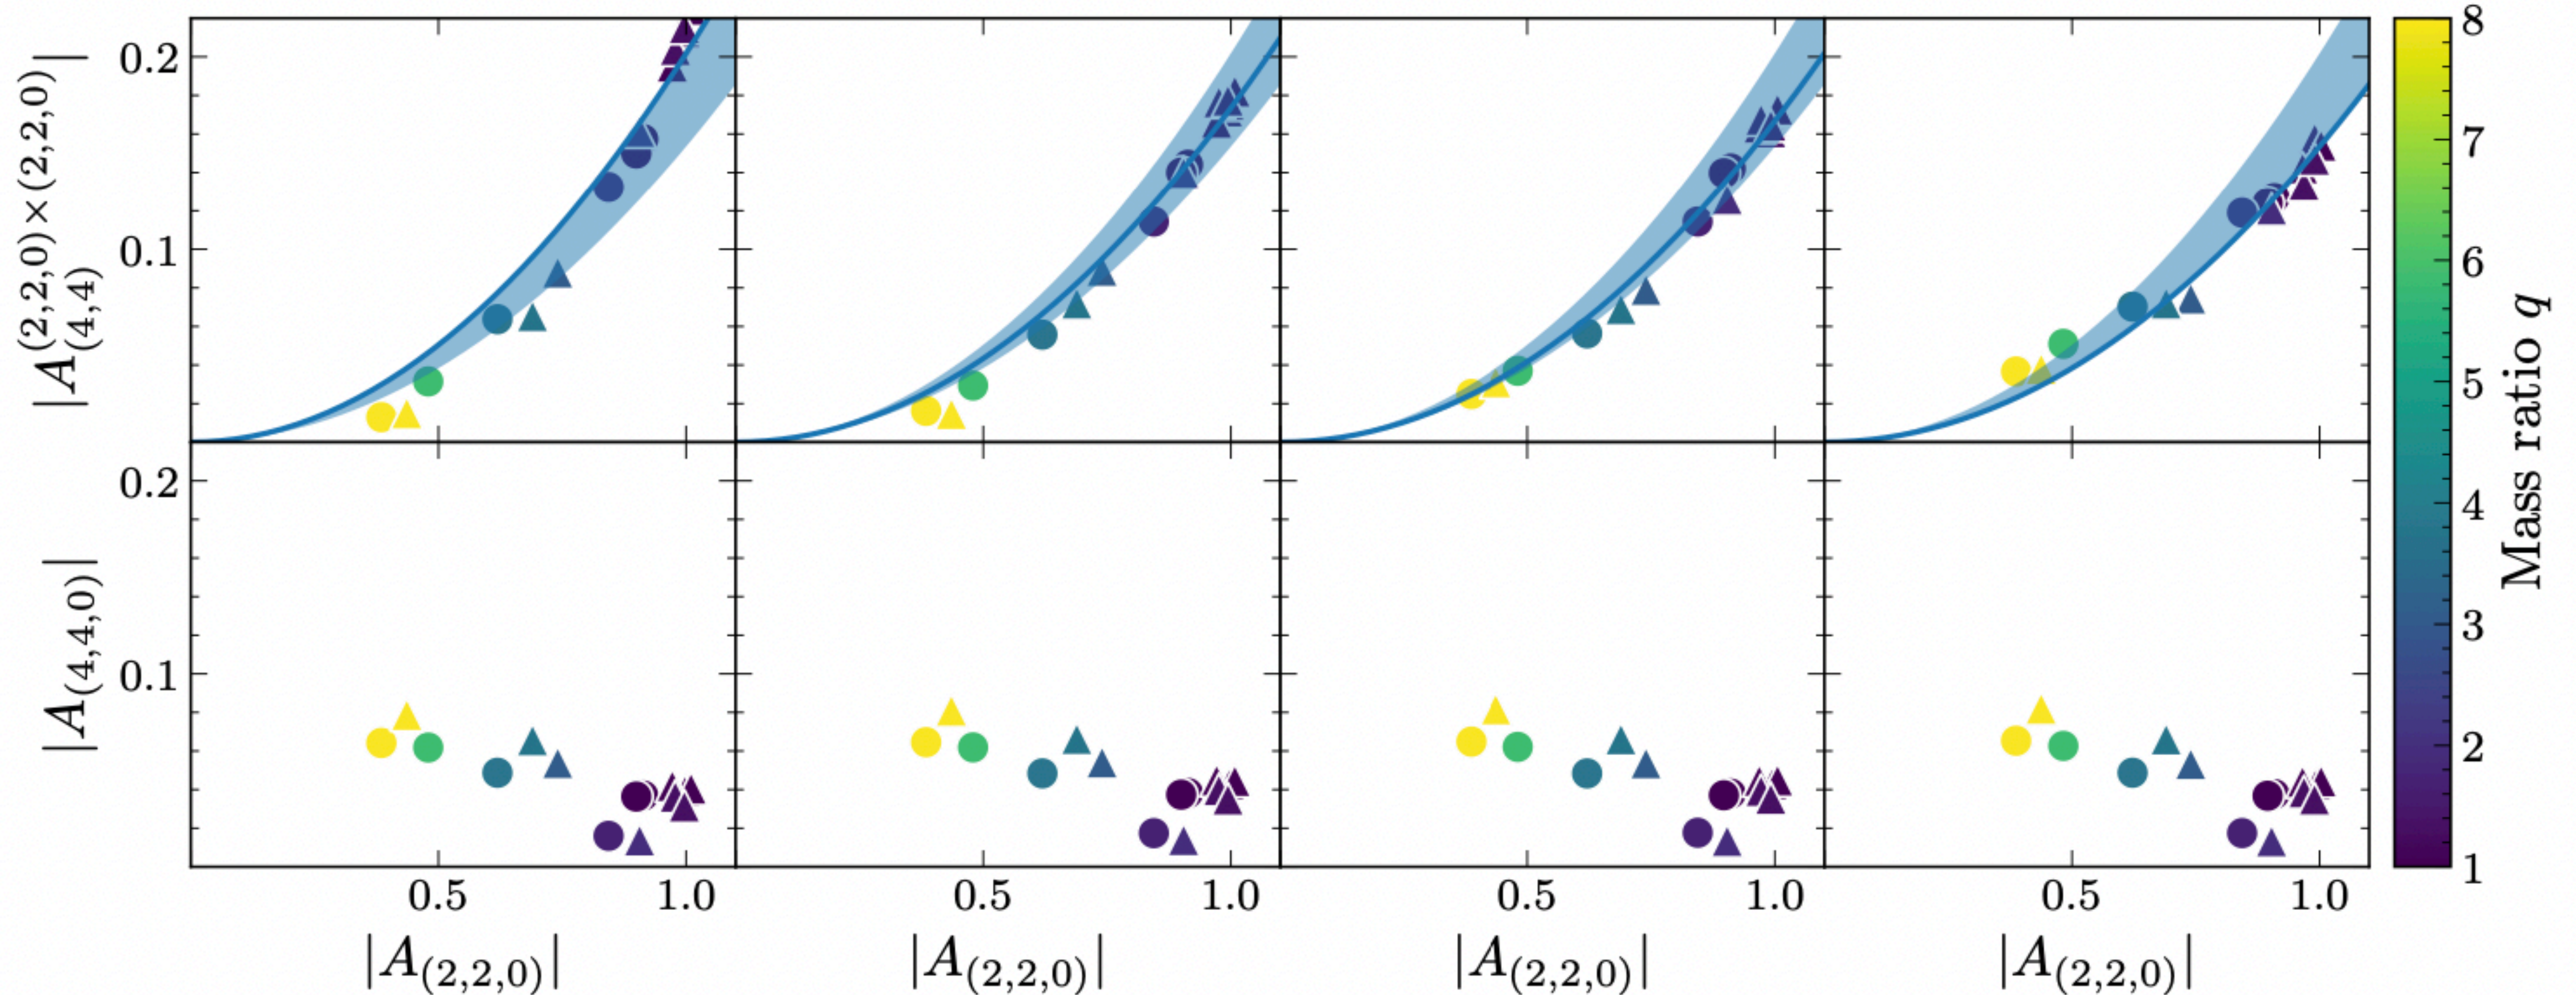 |A_{(4,4)}^{(2,2,0)×(2,2,0)}|
0.2
0.1
|A_{(4,4,0)}|
0.2
0.1
0.5 1.0 0.5 1.0 0.5 1.0 0.5 1.0
|A_{(2,2,0)}| |A_{(2,2,0)}| |A_{(2,2,0)}| |A_{(2,2,0)}|
8
7
6
5
4
3
2
1
Mass ratio q